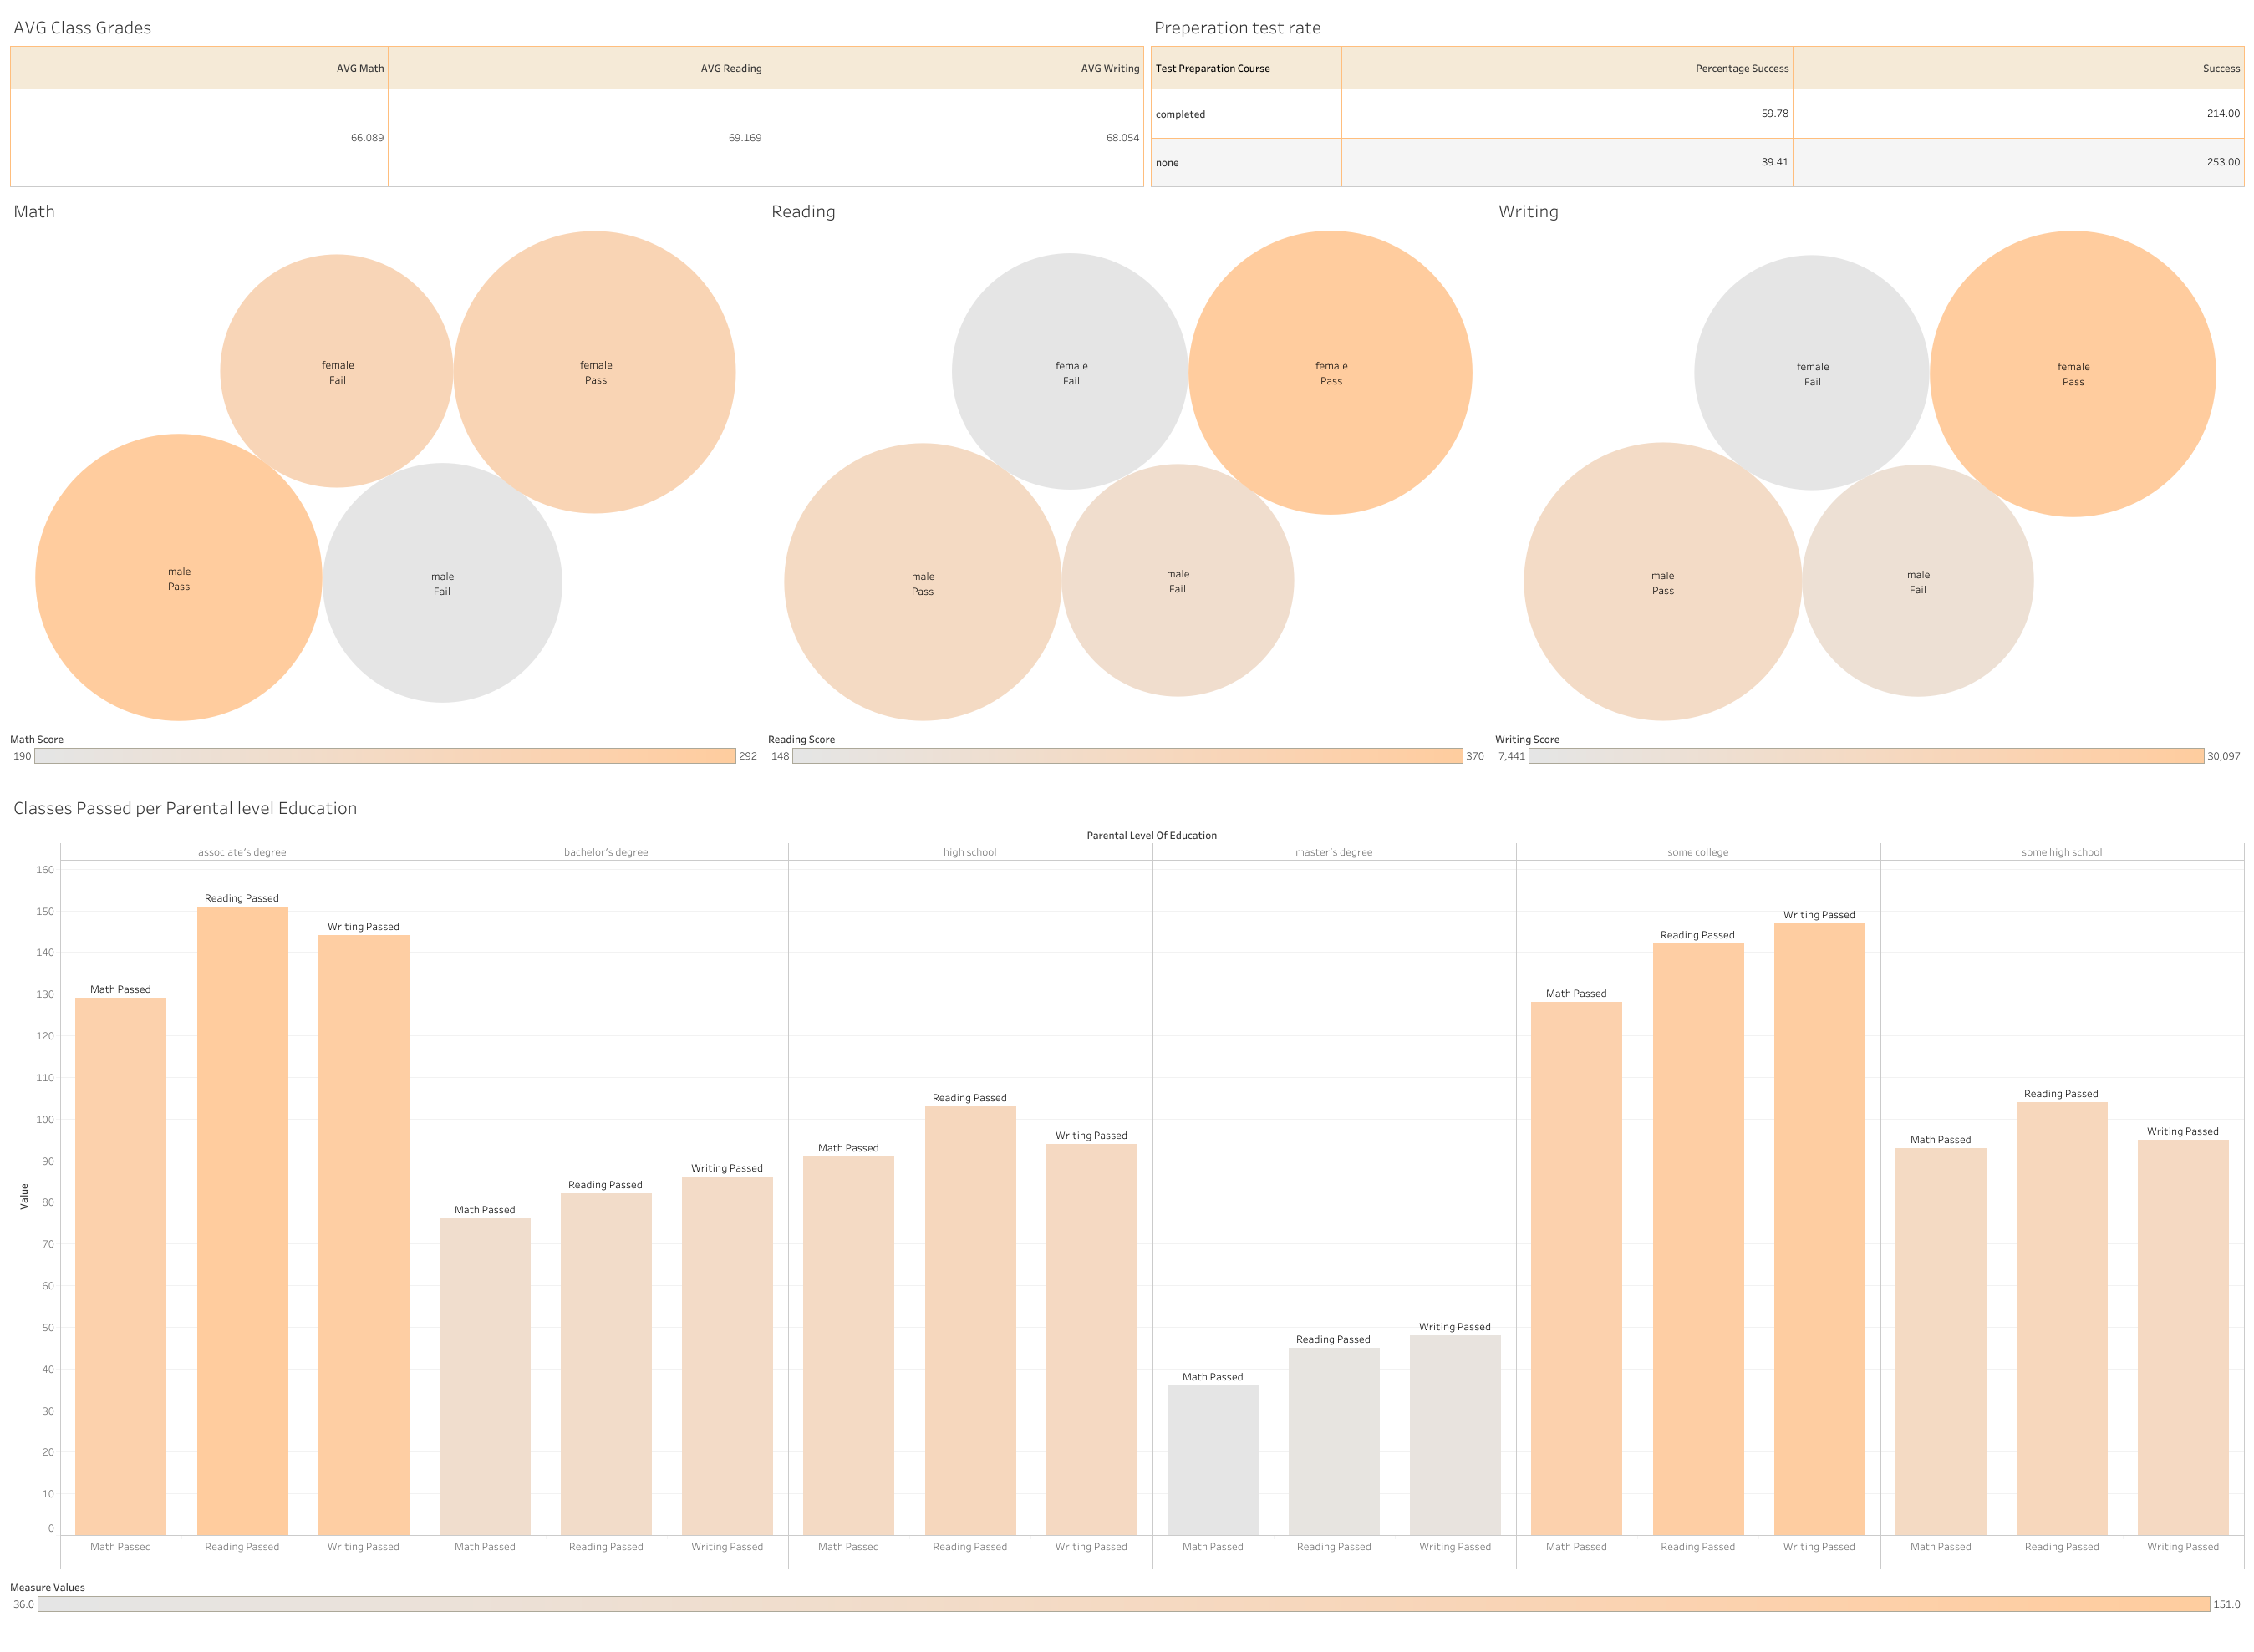 AVG Class Grades
AVG Math AVG Reading AVG Writing
66.089 69.169 68.054
Preperation test rate
Test Preparation Course Percentage Success Success
completed 59.78 214.00
none 39.41 253.00
Math
female
Fail
female
Pass
male
Pass
male
Fail
Math Score
190 292
Reading
female
Fail
female
Pass
male
Pass
male
Fail
Reading Score
148 370
Writing
female
Fail
female
Pass
male
Pass
male
Fail
Writing Score
7,441 30,097
Classes Passed per Parental level Education
Parental Level Of Education
associate's degree bachelor's degree high school master's degree some college some high school
Value
160
150
140
130
120
110
100
90
80
70
60
50
40
30
20
10
0
Math Passed
Reading Passed
Writing Passed
Math Passed
Reading Passed
Writing Passed
Math Passed
Reading Passed
Writing Passed
Math Passed
Reading Passed
Writing Passed
Math Passed
Reading Passed
Writing Passed
Math Passed
Reading Passed
Writing Passed
Math Passed Reading Passed Writing Passed Math Passed Reading Passed Writing Passed Math Passed Reading Passed Writing Passed Math Passed Reading Passed Writing Passed Math Passed Reading Passed Writing Passed Math Passed Reading Passed Writing Passed
Measure Values
36.0 151.0